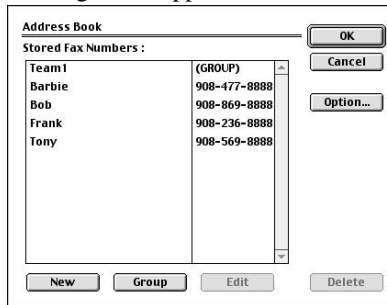 Address Book
OK
Stored Fax Numbers :
Cancel
Team1 (GROUP)
Barbie 908-477-8888
Option...
Bob 908-869-8888
Frank 908-236-8888
Tony 908-569-8888
New Group Edit Delete